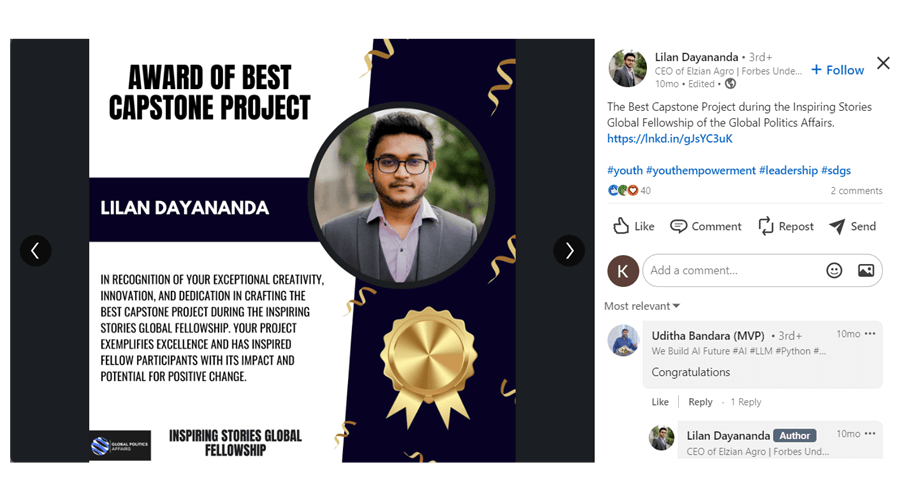 AWARD OF BEST
CAPSTONE PROJECT
LILAN DAYANANDA
IN RECOGNITION OF YOUR EXCEPTIONAL CREATIVITY,
INNOVATION, AND DEDICATION IN CRAFTING THE
BEST CAPSTONE PROJECT DURING THE INSPIRING
STORIES GLOBAL FELLOWSHIP. YOUR PROJECT
EXEMPLIFIES EXCELLENCE AND HAS INSPIRED
FELLOW PARTICIPANTS WITH ITS IMPACT AND
POTENTIAL FOR POSITIVE CHANGE.
GLOBAL POLITICS
AFFAIRS
INSPIRING STORIES GLOBAL
FELLOWSHIP
Lilan Dayananda • 3rd+
CEO of Elzian Agro | Forbes Unde...
10mo • Edited •
+ Follow
The Best Capstone Project during the Inspiring Stories
Global Fellowship of the Global Politics Affairs.
https://lnkd.in/gJsYC3uK
#youth #youthempowerment #leadership #sdgs
40
2 comments
Like Comment Repost Send
K
Add a comment...
Most relevant
Uditha Bandara (MVP) • 3rd+
10mo
We Build AI Future #AI #LLM #Python #...
Congratulations
Like | Reply · 1 Reply
Lilan Dayananda Author
10mo
CEO of Elzian Agro | Forbes Und...